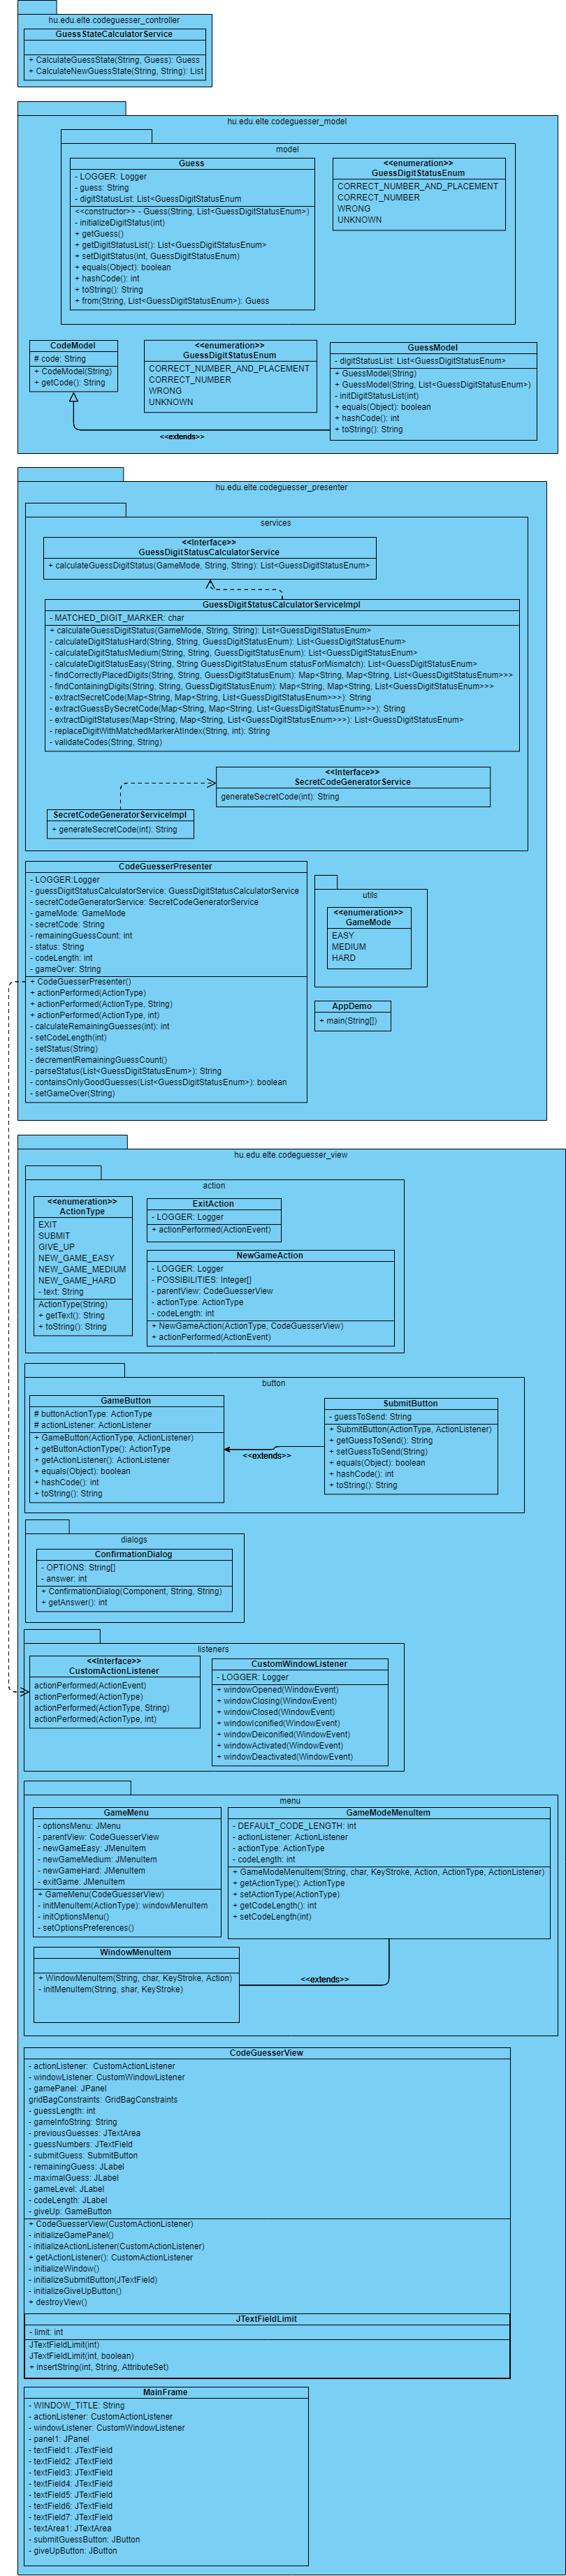 hu.edu.elte.codeguesser_controller
GuessStateCalculatorService
+ CalculateGuessState(String, Guess): Guess
+ CalculateNewGuessState(String, String): List
hu.edu.elte.codeguesser_model
model
Guess
- LOGGER: Logger
- guess: String
- digitStatusList: List<GuessDigitStatusEnum
<<constructor>> - Guess(String, List<GuessDigitStatusEnum>)
- initializeDigitStatus(int)
+ getGuess()
+ getDigitStatusList(): List<GuessDigitStatusEnum>
+ setDigitStatus(int, GuessDigitStatusEnum)
+ equals(Object): boolean
+ hashCode(): int
+ toString(): String
+ from(String, List<GuessDigitStatusEnum>): Guess
<<enumeration>>
GuessDigitStatusEnum
CORRECT_NUMBER_AND_PLACEMENT
CORRECT_NUMBER
WRONG
UNKNOWN
CodeModel
# code: String
+ CodeModel(String)
+ getCode(): String
<<enumeration>>
GuessDigitStatusEnum
CORRECT_NUMBER_AND_PLACEMENT
CORRECT_NUMBER
WRONG
UNKNOWN
GuessModel
- digitStatusList: List<GuessDigitStatusEnum>
+ GuessModel(String)
+ GuessModel(String, List<GuessDigitStatusEnum>)
- initDigitStatusList(int)
+ equals(Object): boolean
+ hashCode(): int
+ toString(): String
<<extends>>
hu.edu.elte.codeguesser_presenter
services
<<Interface>>
GuessDigitStatusCalculatorService
+ calculateGuessDigitStatus(GameMode, String, String): List<GuessDigitStatusEnum>
GuessDigitStatusCalculatorServiceImpl
- MATCHED_DIGIT_MARKER: char
+ calculateGuessDigitStatus(GameMode, String, String): List<GuessDigitStatusEnum>
- calculateDigitStatusHard(String, String, GuessDigitStatusEnum): List<GuessDigitStatusEnum>
- calculateDigitStatusMedium(String, String, GuessDigitStatusEnum): List<GuessDigitStatusEnum>
- calculateDigitStatusEasy(String, String GuessDigitStatusEnum statusForMismatch): List<GuessDigitStatusEnum>
- findCorrectlyPlacedDigits(String, String, GuessDigitStatusEnum): Map<String, Map<String, List<GuessDigitStatusEnum>>>
- findContainingDigits(String, String, GuessDigitStatusEnum): Map<String, Map<String, List<GuessDigitStatusEnum>>>
- extractSecretCode(Map<String, Map<String, List<GuessDigitStatusEnum>>>): String
- extractGuessBySecretCode(Map<String, Map<String, List<GuessDigitStatusEnum>>>): String
- extractDigitStatuses(Map<String, Map<String, List<GuessDigitStatusEnum>>>): List<GuessDigitStatusEnum>
- replaceDigitWithMatchedMarkerAtIndex(String, int): String
- validateCodes(String, String)
<<Interface>>
SecretCodeGeneratorService
generateSecretCode(int): String
SecretCodeGeneratorServiceImpl
+ generateSecretCode(int): String
CodeGuesserPresenter
- LOGGER:Logger
- guessDigitStatusCalculatorService: GuessDigitStatusCalculatorService
- secretCodeGeneratorService: SecretCodeGeneratorService
- gameMode: GameMode
- secretCode: String
- remainingGuessCount: int
- status: String
- codeLength: int
- gameOver: String
+ CodeGuesserPresenter()
+ actionPerformed(ActionType)
+ actionPerformed(ActionType, String)
+ actionPerformed(ActionType, int)
- calculateRemainingGuesses(int): int
- setCodeLength(int)
- setStatus(String)
- decrementRemainingGuessCount()
- parseStatus(List<GuessDigitStatusEnum>): String
- containsOnlyGoodGuesses(List<GuessDigitStatusEnum>): boolean
- setGameOver(String)
utils
<<enumeration>>
GameMode
EASY
MEDIUM
HARD
AppDemo
+ main(String[])
hu.edu.elte.codeguesser_view
action
<<enumeration>>
ActionType
EXIT
SUBMIT
GIVE_UP
NEW_GAME_EASY
NEW_GAME_MEDIUM
NEW_GAME_HARD
- text: String
ActionType(String)
+ getText(): String
+ toString(): String
ExitAction
- LOGGER: Logger
+ actionPerformed(ActionEvent)
NewGameAction
- LOGGER: Logger
- POSSIBILITIES: Integer[]
- parentView: CodeGuesserView
- actionType: ActionType
- codeLength: int
+ NewGameAction(ActionType, CodeGuesserView)
+ actionPerformed(ActionEvent)
button
GameButton
# buttonActionType: ActionType
# actionListener: ActionListener
+ GameButton(ActionType, ActionListener)
+ getButtonActionType(): ActionType
+ getActionListener(): ActionListener
+ equals(Object): boolean
+ hashCode(): int
+ toString(): String
<<extends>>
SubmitButton
- guessToSend: String
+ SubmitButton(ActionType, ActionListener)
+ getGuessToSend(): String
+ setGuessToSend(String)
+ equals(Object): boolean
+ hashCode(): int
+ toString(): String
dialogs
ConfirmationDialog
- OPTIONS: String[]
- answer: int
+ ConfirmationDialog(Component, String, String)
+ getAnswer(): int
listeners
<<Interface>>
CustomActionListener
actionPerformed(ActionEvent)
actionPerformed(ActionType)
actionPerformed(ActionType, String)
actionPerformed(ActionType, int)
CustomWindowListener
- LOGGER: Logger
+ windowOpened(WindowEvent)
+ windowClosing(WindowEvent)
+ windowClosed(WindowEvent)
+ windowIconified(WindowEvent)
+ windowDeiconified(WindowEvent)
+ windowActivated(WindowEvent)
+ windowDeactivated(WindowEvent)
menu
GameMenu
- optionsMenu: JMenu
- parentView: CodeGuesserView
- newGameEasy: JMenuItem
- newGameMedium: JMenuItem
- newGameHard: JMenuItem
- exitGame: JMenuItem
+ GameMenu(CodeGuesserView)
- initMenuItem(ActionType): windowMenuItem
- initOptionsMenu()
- setOptionsPreferences()
GameModeMenuItem
- DEFAULT_CODE_LENGTH: int
- actionListener: ActionListener
- actionType: ActionType
- codeLength: int
+ GameModeMenuItem(String, char, KeyStroke, Action, ActionType, ActionListener)
+ getActionType(): ActionType
+ setActionType(ActionType)
+ getCodeLength(): int
+ setCodeLength(int)
WindowMenuItem
+ WindowMenuItem(String, char, KeyStroke, Action)
- initMenuItem(String, shar, KeyStroke)
<<extends>>
CodeGuesserView
- actionListener: CustomActionListener
- windowListener: CustomWindowListener
- gamePanel: JPanel
gridBagConstraints: GridBagConstraints
- guessLength: int
- gameInfoString: String
- previousGuesses: JTextArea
- guessNumbers: JTextField
- submitGuess: SubmitButton
- remainingGuess: JLabel
- maximalGuess: JLabel
- gameLevel: JLabel
- codeLength: JLabel
- giveUp: GameButton
+ CodeGuesserView(CustomActionListener)
- initializeGamePanel()
- initializeActionListener(CustomActionListener)
+ getActionListener(): CustomActionListener
- initializeWindow()
- initializeSubmitButton(JTextField)
- initializeGiveUpButton()
+ destroyView()
JTextFieldLimit
- limit: int
JTextFieldLimit(int)
JTextFieldLimit(int, boolean)
+ insertString(int, String, AttributeSet)
MainFrame
- WINDOW_TITLE: String
- actionListener: CustomActionListener
- windowListener: CustomWindowListener
- panel1: JPanel
- textField1: JTextField
- textField2: JTextField
- textField3: JTextField
- textField4: JTextField
- textField5: JTextField
- textField6: JTextField
- textField7: JTextField
- textArea1: JTextArea
- submitGuessButton: JButton
- giveUpButton: JButton